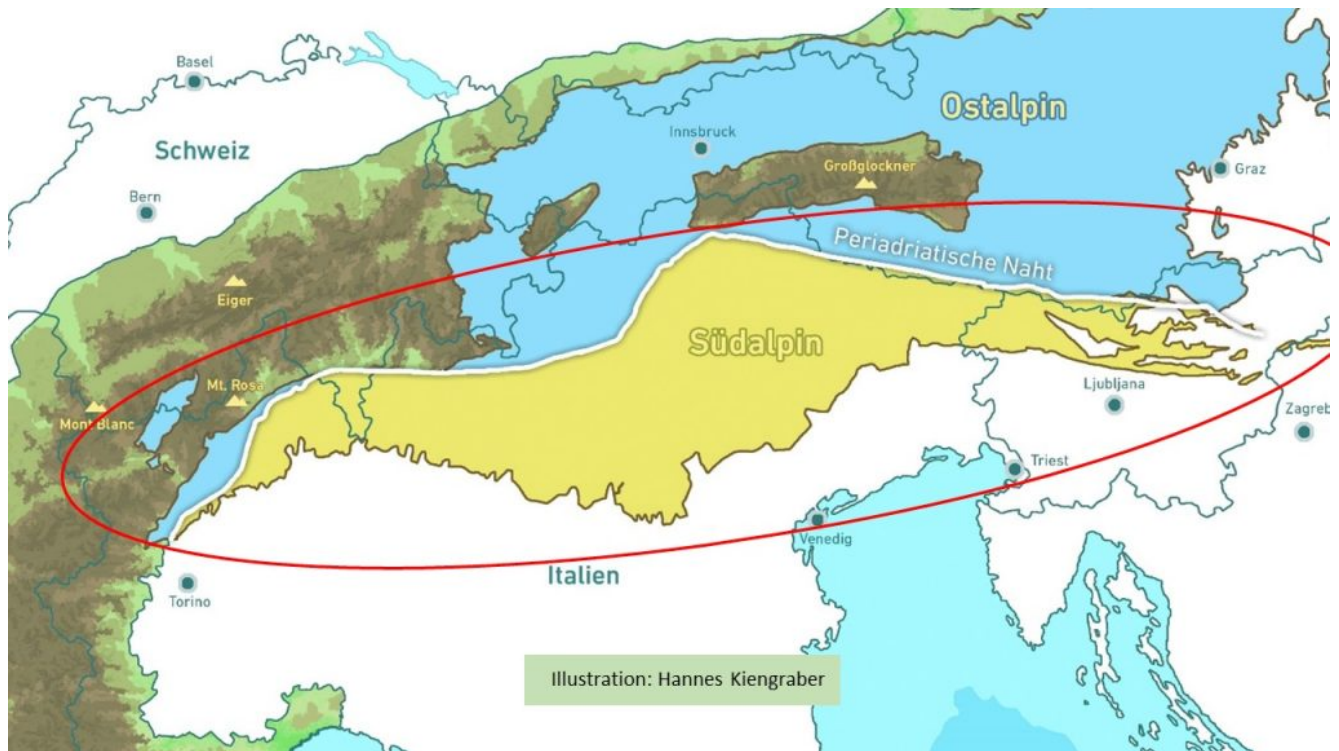 Basel
Schweiz
Bern
Innsbruck
Ostalpin
Großglockner
Graz
Periadriatische Naht
Eiger
Südalpin
Mt. Rosa
Mont Blanc
Ljubljana
Zagreb
Triest
Venedig
Italien
Torino
Illustration: Hannes Kiengraber